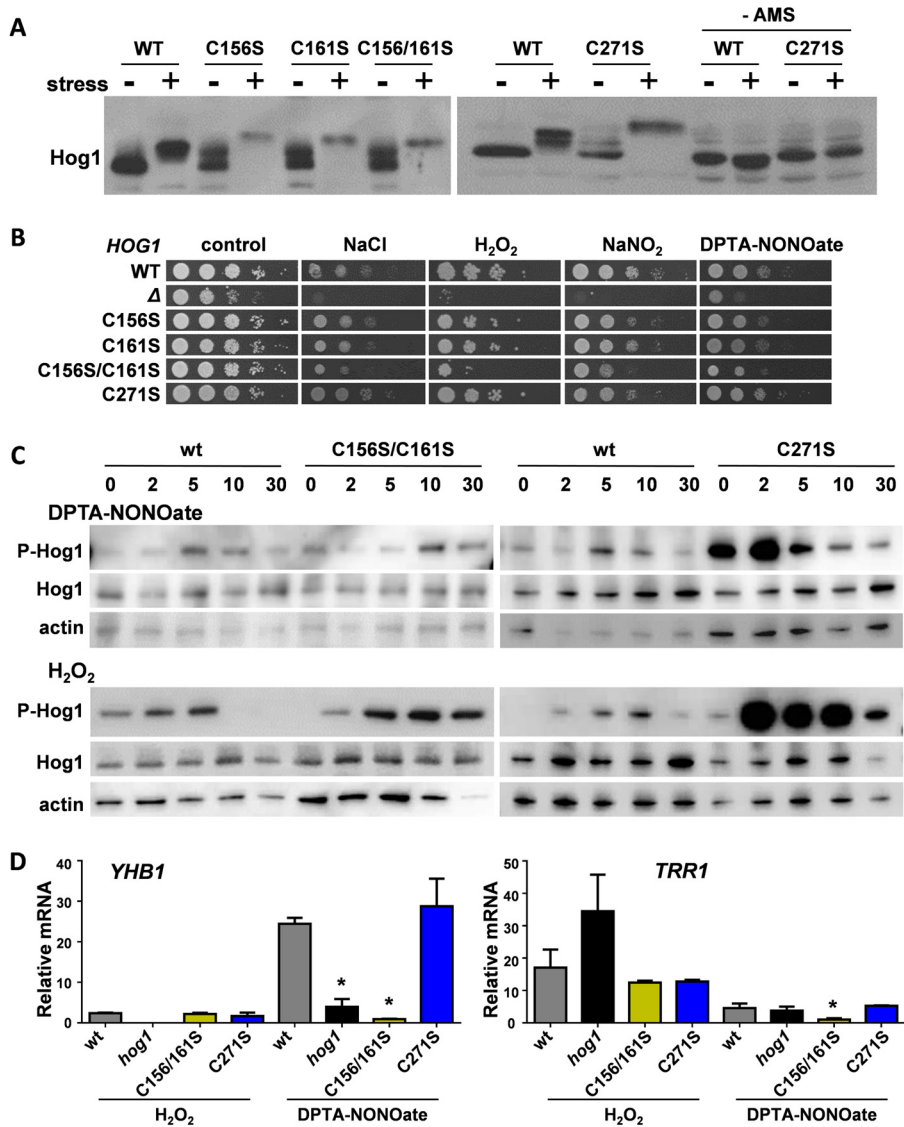 A
- AMS
WT C156S C161S C156/161S WT C271S WT C271S
stress - + - + - + - + - + - + - + - +
Hog1
B
HOG1 control NaCl H₂O₂ NaNO₂ DPTA-NONOate
WT
Δ
C156S
C161S
C156S/C161S
C271S
C
wt C156S/C161S wt C271S
0 2 5 10 30 0 2 5 10 30 0 2 5 10 30 0 2 5 10 30
DPTA-NONOate
P-Hog1
Hog1
actin
H₂O₂
P-Hog1
Hog1
actin
D
YHB1
Relative mRNA
40
30
20
10
0
* *
wt hog1 C156/161S C271S wt hog1 C156/161S C271S
H₂O₂ DPTA-NONOate
TRR1
Relative mRNA
50
40
30
20
10
0
*
wt hog1 C156/161S C271S wt hog1 C156/161S C271S
H₂O₂ DPTA-NONOate